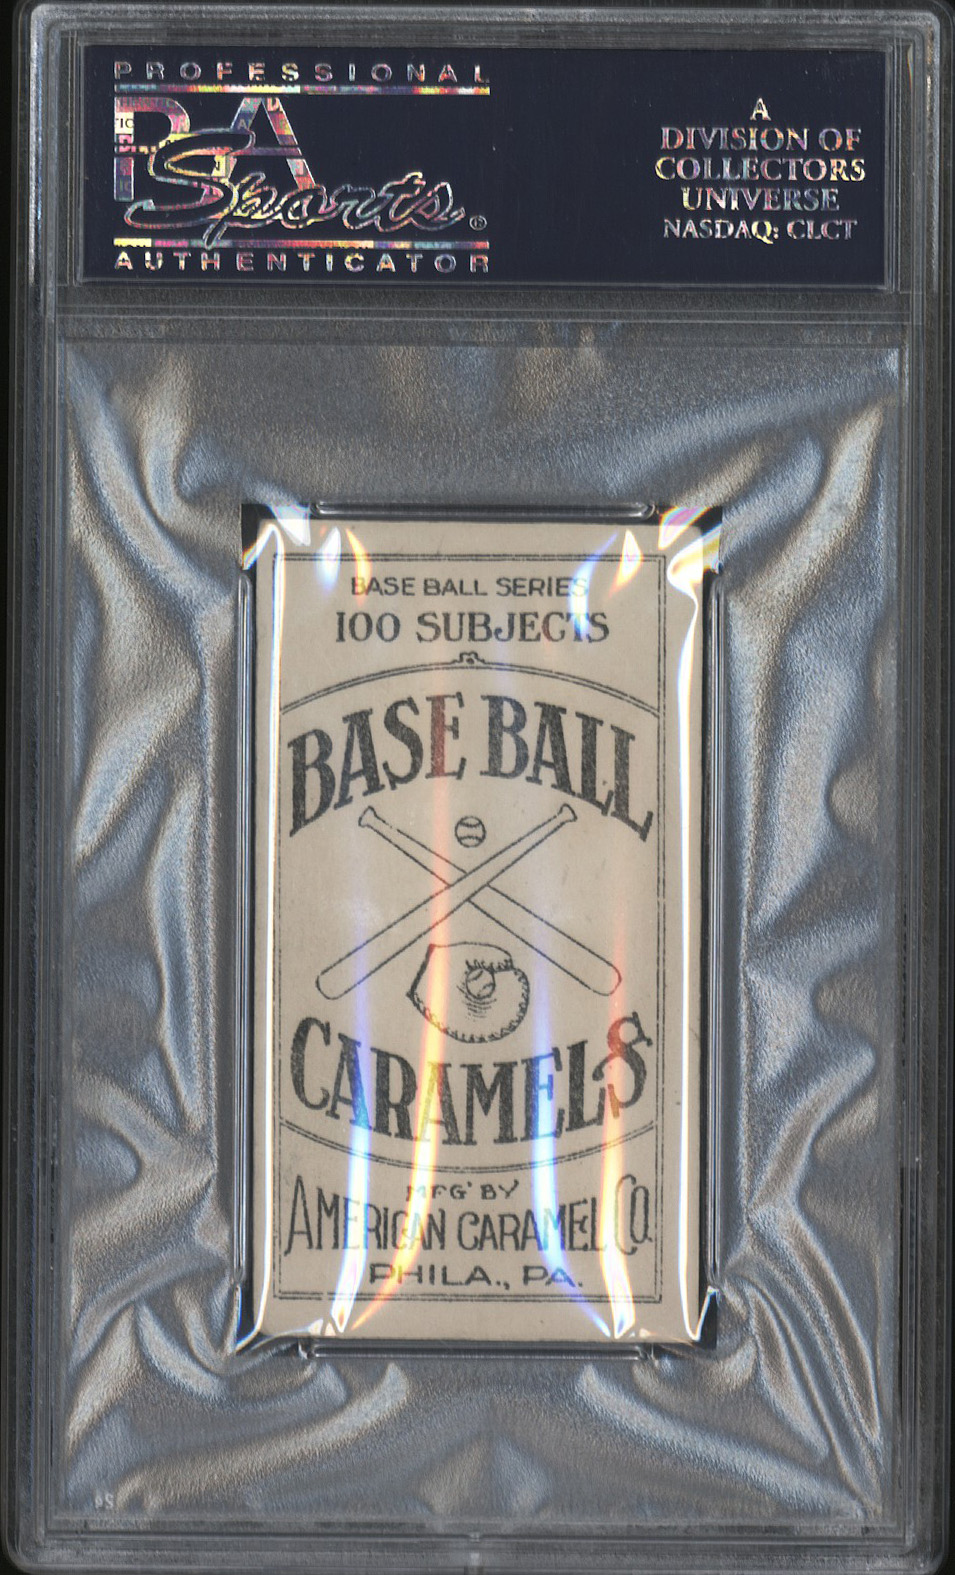 PROFESSIONAL
PSA
Sports®
AUTHENTICATOR
A
DIVISION OF
COLLECTORS
UNIVERSE
NASDAQ: CLCT
BASE BALL SERIES
100 SUBJECTS
BASE BALL
CARAMELS
MFG' BY
AMERICAN CARAMEL CO.
PHILA., PA.